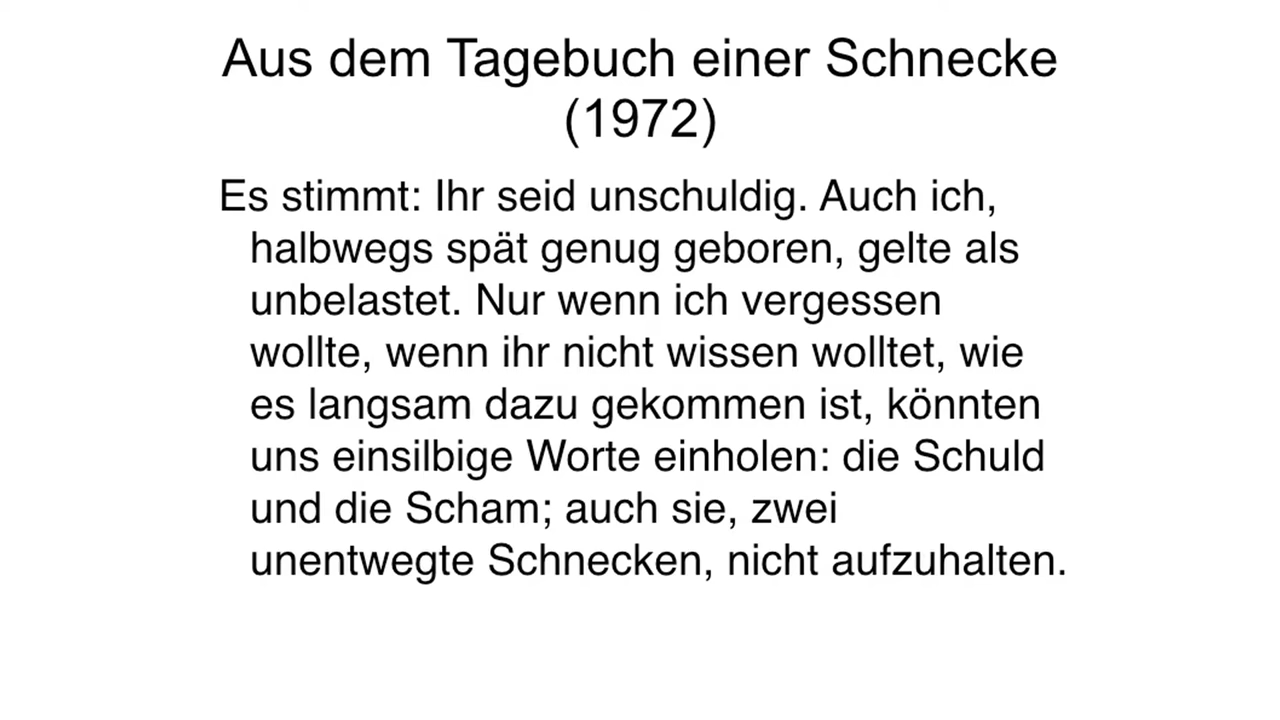 Aus dem Tagebuch einer Schnecke
(1972)
Es stimmt: Ihr seid unschuldig. Auch ich,
halbwegs spät genug geboren, gelte als
unbelastet. Nur wenn ich vergessen
wollte, wenn ihr nicht wissen wolltet, wie
es langsam dazu gekommen ist, könnten
uns einsilbige Worte einholen: die Schuld
und die Scham; auch sie, zwei
unentwegte Schnecken, nicht aufzuhalten.